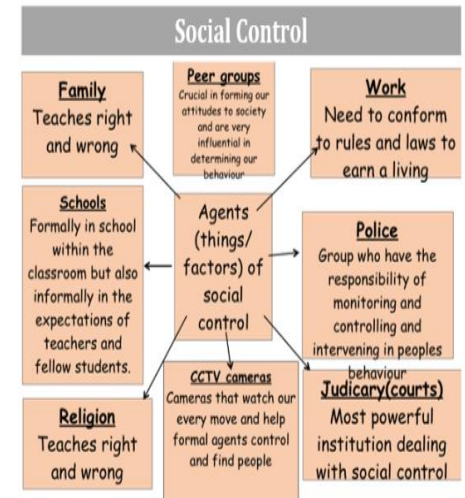 Social Control
Family
Teaches right
and wrong
Peer groups
Crucial in forming our
attitudes to society
and are very
influential in
determining our
behaviour
Work
Need to conform
to rules and laws to
earn a living
Schools
Formally in school
within the
classroom but also
informally in the
expectations of
teachers and
fellow students.
Agents
(things/
factors) of
social
control
Police
Group who have the
responsibility of
monitoring and
controlling and
intervening in peoples
behaviour
Religion
Teaches right
and wrong
CCTV cameras
Cameras that watch our
every move and help
formal agents control
and find people
Judicary(courts)
Most powerful
institution dealing
with social control